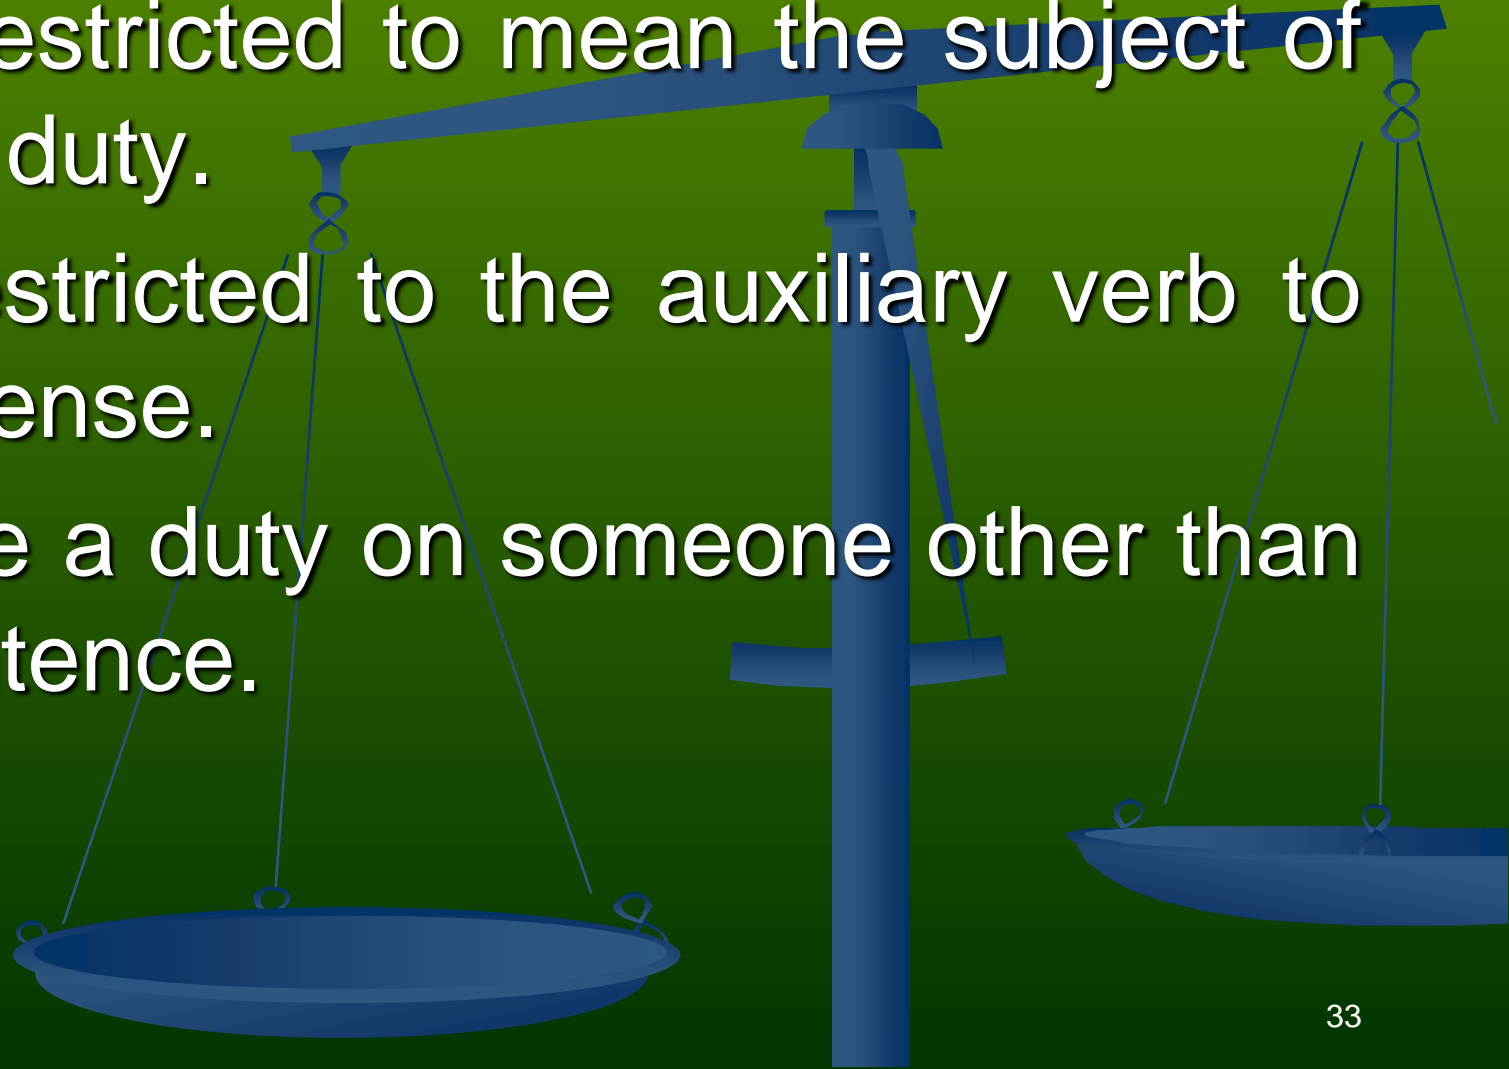 estricted to mean the subject of
duty.
stricted to the auxiliary verb to
ense.
e a duty on someone other than
tence.
33